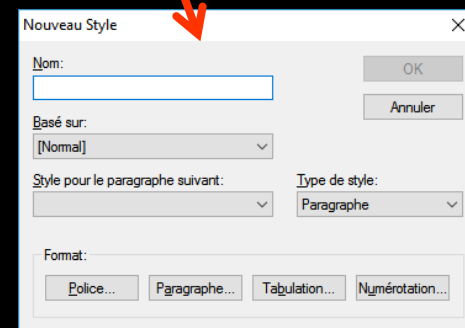 Nouveau Style
Nom:
OK
Annuler
Basé sur:
[Normal]
Style pour le paragraphe suivant:
Type de style:
Paragraphe
Format:
Police... Paragraphe... Tabulation... Numérotation...